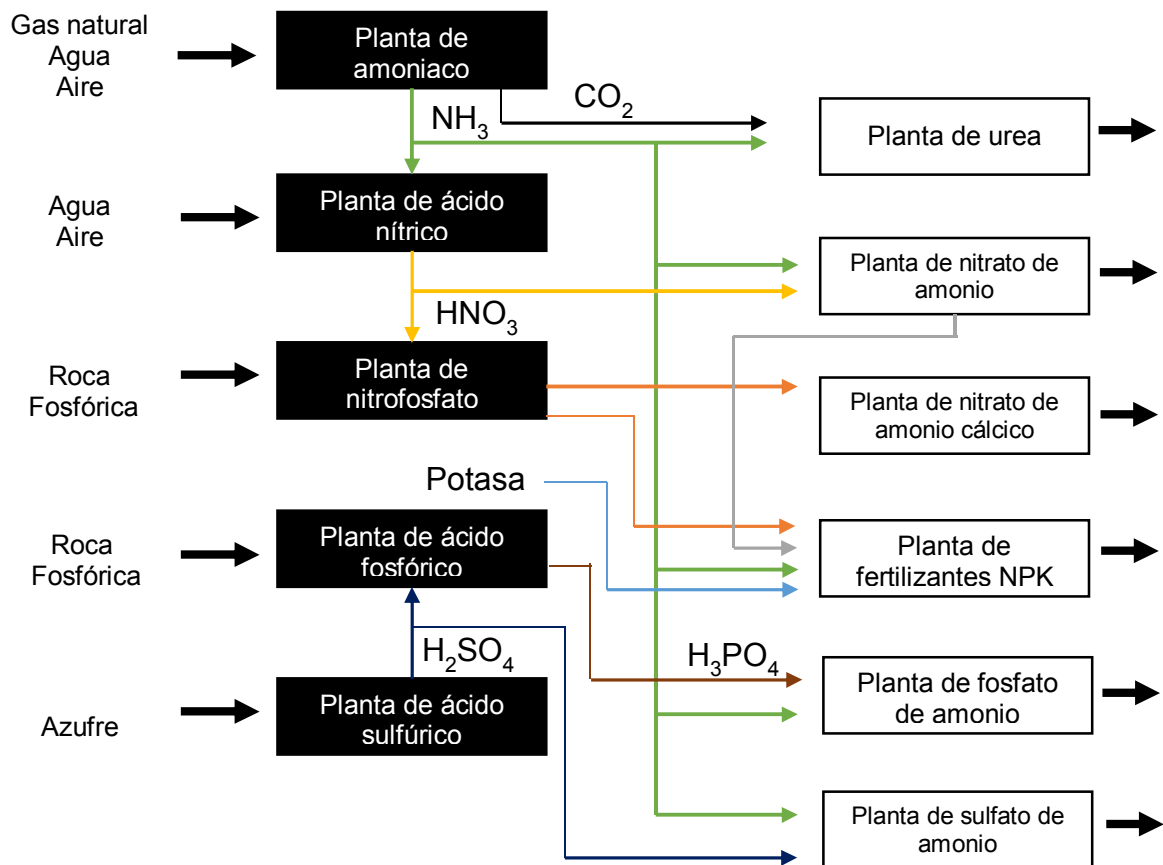 Gas natural
Agua
Aire
Planta de
amoniaco
CO2
NH3
Planta de urea
Agua
Aire
Planta de ácido
nítrico
Planta de nitrato de
amonio
HNO3
Roca
Fosfórica
Planta de
nitrofosfato
Planta de nitrato de
amonio cálcico
Potasa
Roca
Fosfórica
Planta de ácido
fosfórico
Planta de
fertilizantes NPK
H2SO4
H3PO4
Azufre
Planta de ácido
sulfúrico
Planta de fosfato
de amonio
Planta de sulfato de
amonio